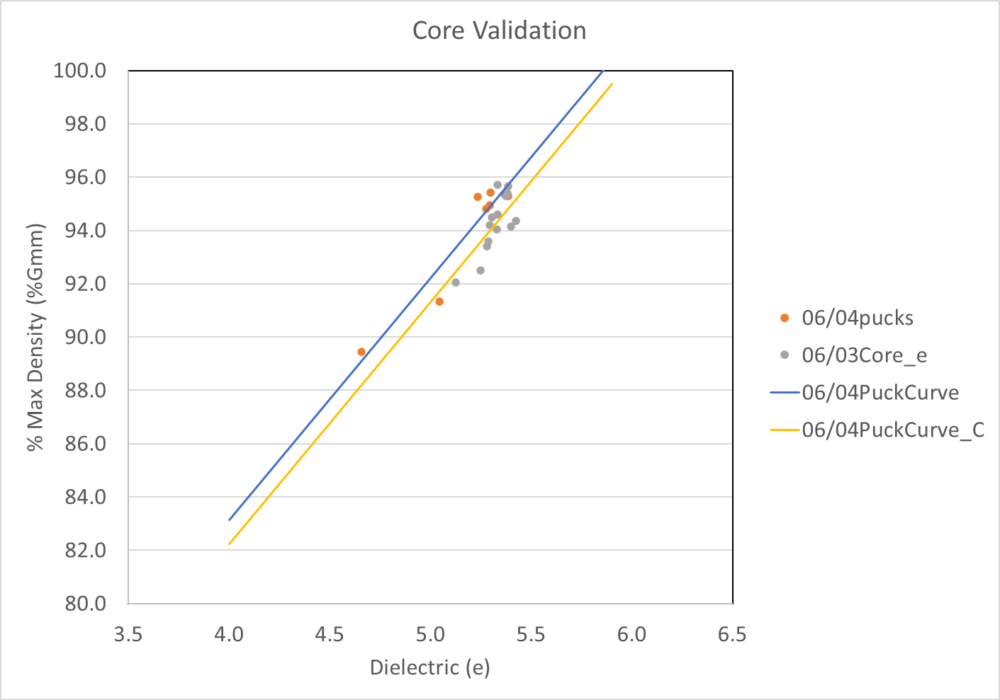 Core Validation
100.0
98.0
96.0
94.0
92.0
90.0
88.0
86.0
84.0
82.0
80.0
% Max Density (%Gmm)
3.5 4.0 4.5 5.0 5.5 6.0 6.5
Dielectric (e)
06/04pucks
06/03Core_e
06/04PuckCurve
06/04PuckCurve_C